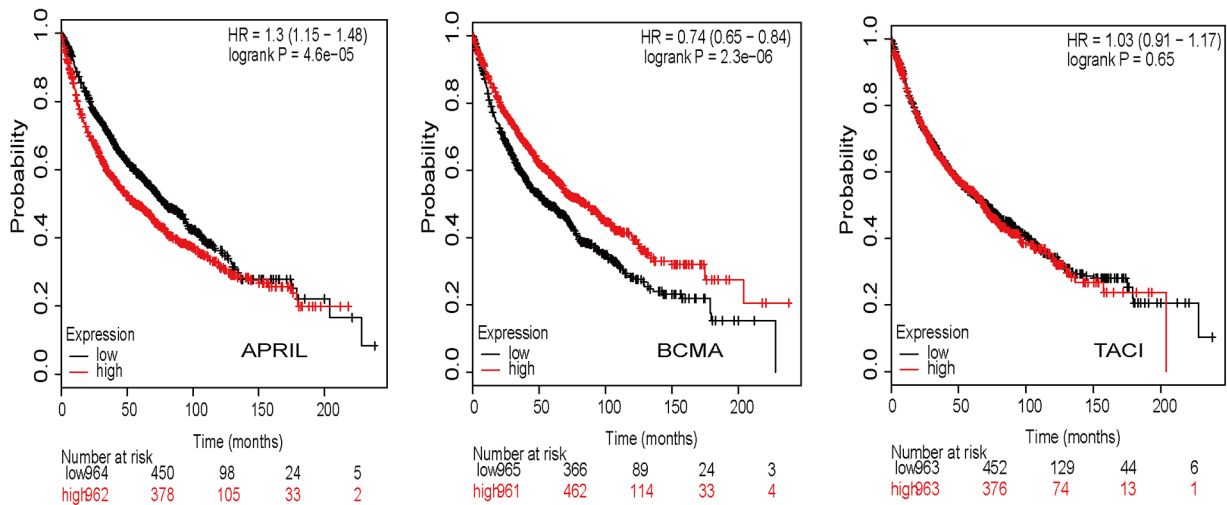 HR = 1.3 (1.15 − 1.48)
logrank P = 4.6e−05
Probability
1.0
0.8
0.6
0.4
0.2
0.0
Expression
low
high
APRIL
0 50 100 150 200
Time (months)
Number at risk
low964 450 98 24 5
high962 378 105 33 2
HR = 0.74 (0.65 − 0.84)
logrank P = 2.3e−06
Probability
1.0
0.8
0.6
0.4
0.2
0.0
Expression
low
high
BCMA
0 50 100 150 200
Time (months)
Number at risk
low965 366 89 24 3
high961 462 114 33 4
HR = 1.03 (0.91 − 1.17)
logrank P = 0.65
Probability
1.0
0.8
0.6
0.4
0.2
0.0
Expression
low
high
TACI
0 50 100 150 200
Time (months)
Number at risk
low963 452 129 44 6
high963 376 74 13 1